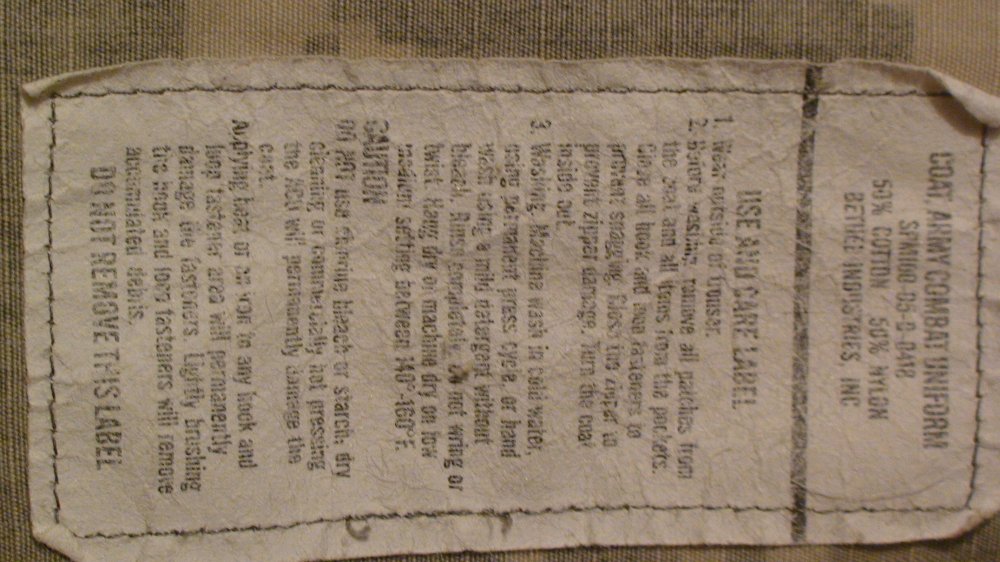 COAT, ARMY COMBAT UNIFORM
SPM1C0-06-D-
50% COTTON 50% NYLON
BETHEL INDUSTRIES, INC
USE AND CARE LABEL
1. Wear outside of trouser.
2. Before washing, remove all patches, from
the coat and all items from the pockets.
Close all hook and loop fasteners to
prevent snagging. Close the zipper to
prevent zipper damage. Turn the coat
inside out.
3. Washing: Machine wash in cold water,
using permanent press cycle, or hand
wash using a mild detergent without
bleach. Rinse completely. Do not wring or
twist. Hang dry or machine dry on low
medium setting between 140°-160°F.
CAUTION
Do NOT use chlorine bleach or starch; dry
cleaning or commercially hot pressing
the ACU will permanently damage the
coat.
Applying heat or an iron to any hook and
loop fastener area will permanently
damage the fasteners. Lightly brushing
the hook and loop fasteners will remove
accumulated debris.
DO NOT REMOVE THIS LABEL